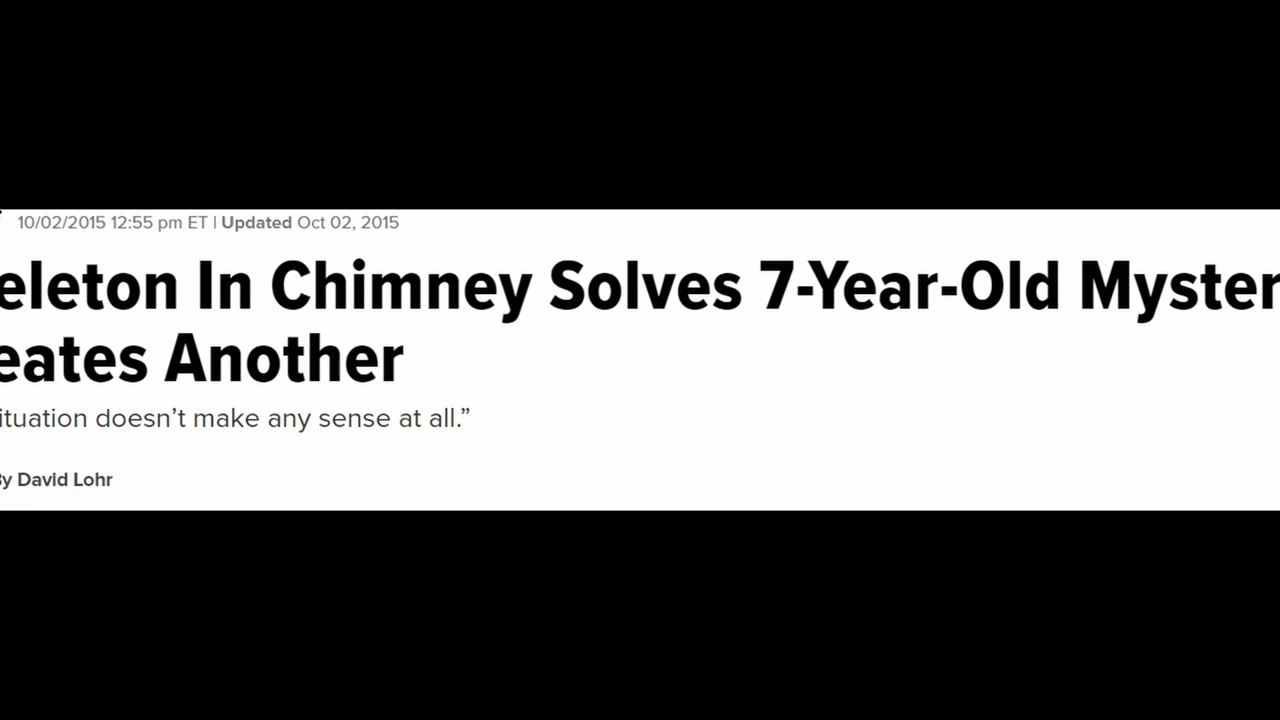 10/02/2015 12:55 pm ET | Updated Oct 02, 2015
eleton In Chimney Solves 7-Year-Old Myster
eates Another
ituation doesn’t make any sense at all.”
By David Lohr